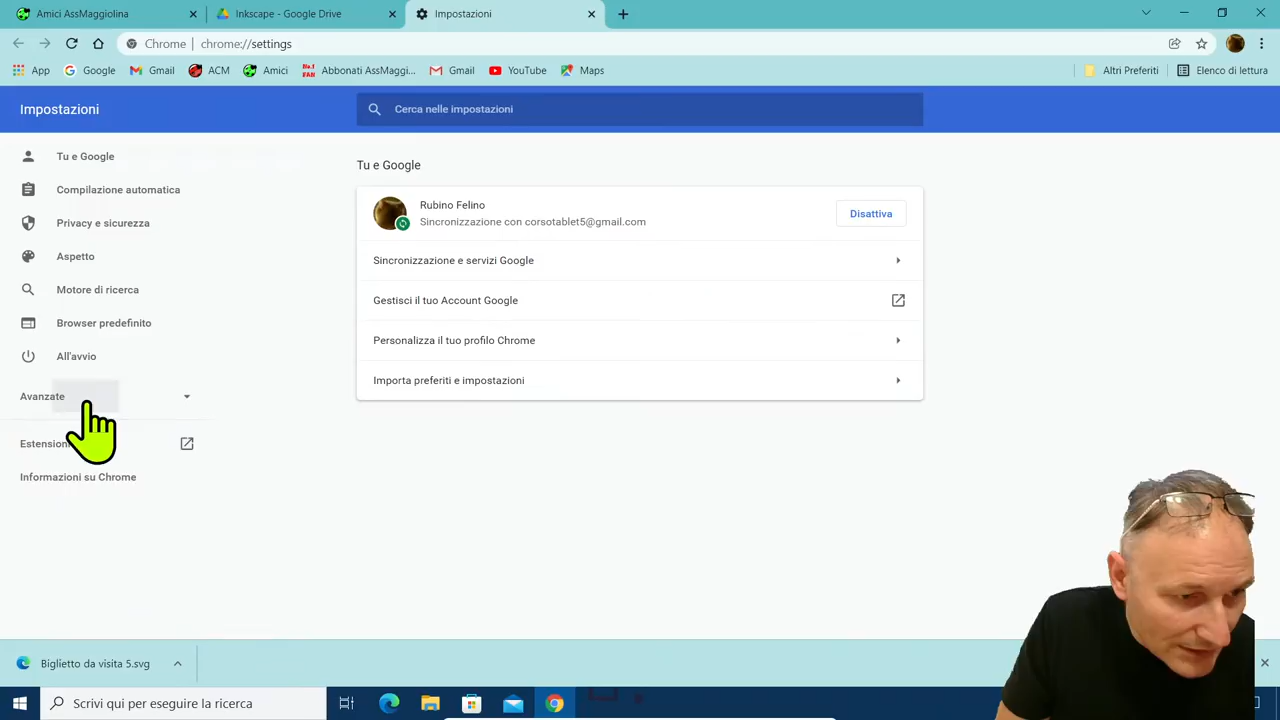 Amici AssMaggiolina
Inkscape - Google Drive
Impostazioni
Chrome | chrome://settings
App
Google
Gmail
ACM
Amici
No.1 FAN
Abbonati AssMaggi...
Gmail
YouTube
Maps
Altri Preferiti
Elenco di lettura
Impostazioni
Cerca nelle impostazioni
Tu e Google
Compilazione automatica
Privacy e sicurezza
Aspetto
Motore di ricerca
Browser predefinito
All'avvio
Avanzate
Estensioni
Informazioni su Chrome
Tu e Google
Rubino Felino
Sincronizzazione con corsotablet5@gmail.com
Disattiva
Sincronizzazione e servizi Google
Gestisci il tuo Account Google
Personalizza il tuo profilo Chrome
Importa preferiti e impostazioni
Biglietto da visita 5.svg
Scrivi qui per eseguire la ricerca